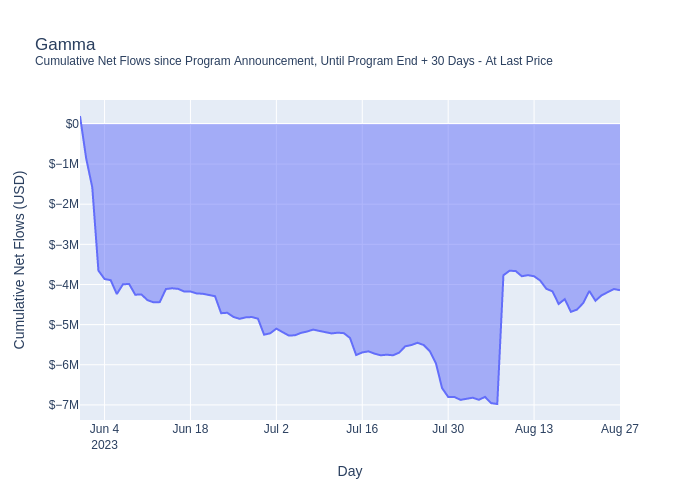 Gamma
Cumulative Net Flows since Program Announcement, Until Program End + 30 Days - At Last Price
Cumulative Net Flows (USD)
$0
$−1M
$−2M
$−3M
$−4M
$−5M
$−6M
$−7M
Jun 4 Jun 18 Jul 2 Jul 16 Jul 30 Aug 13 Aug 27
2023
Day